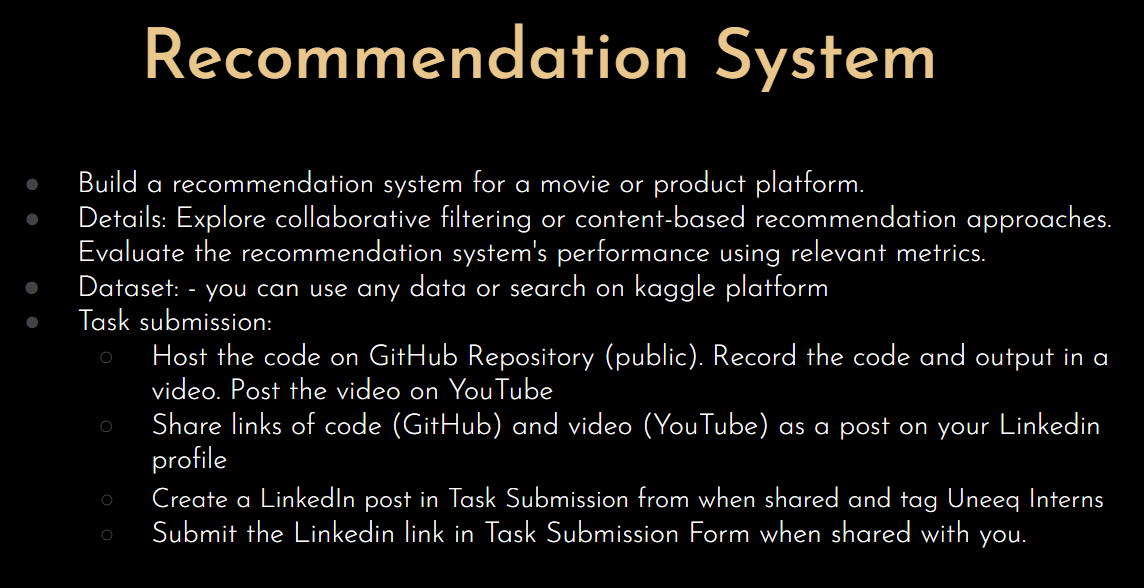 Recommendation System
Build a recommendation system for a movie or product platform.
Details: Explore collaborative filtering or content-based recommendation approaches.
Evaluate the recommendation system's performance using relevant metrics.
Dataset: - you can use any data or search on kaggle platform
Task submission:
Host the code on GitHub Repository (public). Record the code and output in a
video. Post the video on YouTube
Share links of code (GitHub) and video (YouTube) as a post on your Linkedin
profile
Create a LinkedIn post in Task Submission from when shared and tag Uneeq Interns
Submit the Linkedin link in Task Submission Form when shared with you.